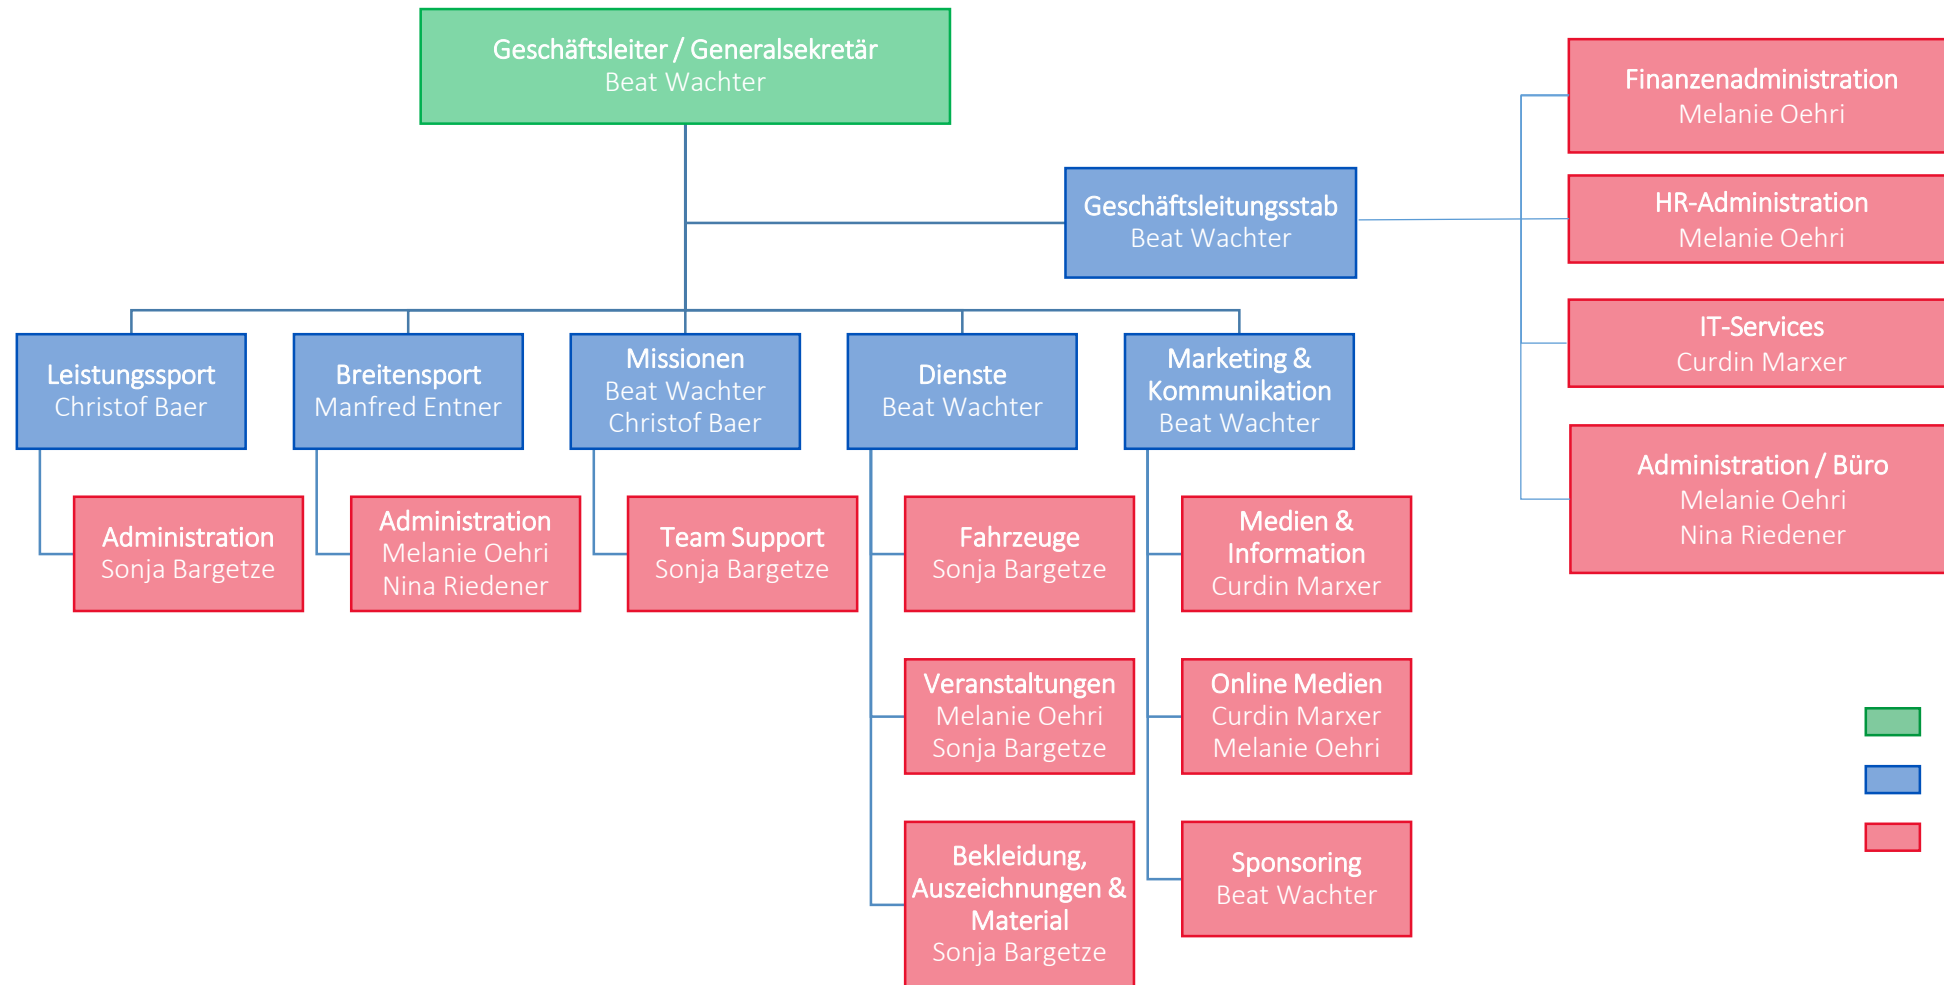 Geschäftsleiter / Generalsekretär
Beat Wachter
Finanzenadministration
Melanie Oehri
HR-Administration
Melanie Oehri
Geschäftsleitungsstab
Beat Wachter
IT-Services
Curdin Marxer
Administration / Büro
Melanie Oehri
Nina Riedener
Leistungssport
Christof Baer
Breitensport
Manfred Entner
Missionen
Beat Wachter
Christof Baer
Dienste
Beat Wachter
Marketing &
Kommunikation
Beat Wachter
Administration
Sonja Bargetze
Administration
Melanie Oehri
Nina Riedener
Team Support
Sonja Bargetze
Fahrzeuge
Sonja Bargetze
Medien &
Information
Curdin Marxer
Veranstaltungen
Melanie Oehri
Sonja Bargetze
Online Medien
Curdin Marxer
Melanie Oehri
Bekleidung,
Auszeichnungen &
Material
Sonja Bargetze
Sponsoring
Beat Wachter